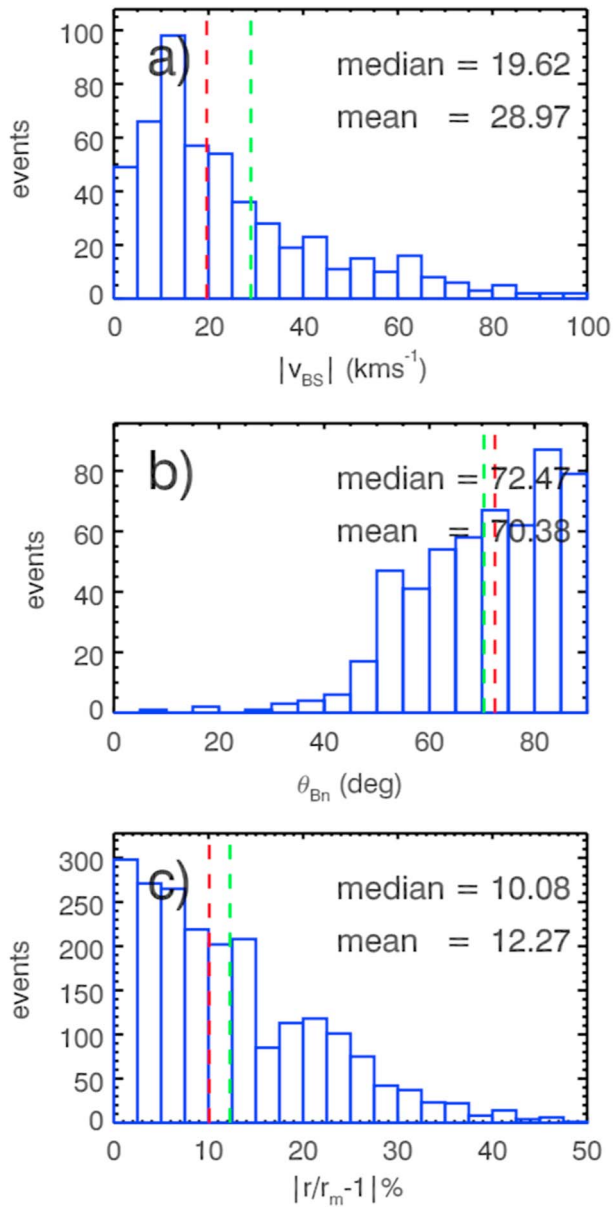 a)
median = 19.62
mean = 28.97
events
100
80
60
40
20
0
0 20 40 60 80 100
|v_BS| (kms⁻¹)
b)
median = 72.47
mean = 70.38
events
80
60
40
20
0
0 20 40 60 80
θ_Bn (deg)
c)
median = 10.08
mean = 12.27
events
300
250
200
150
100
50
0
0 10 20 30 40 50
|r/r_m-1|%